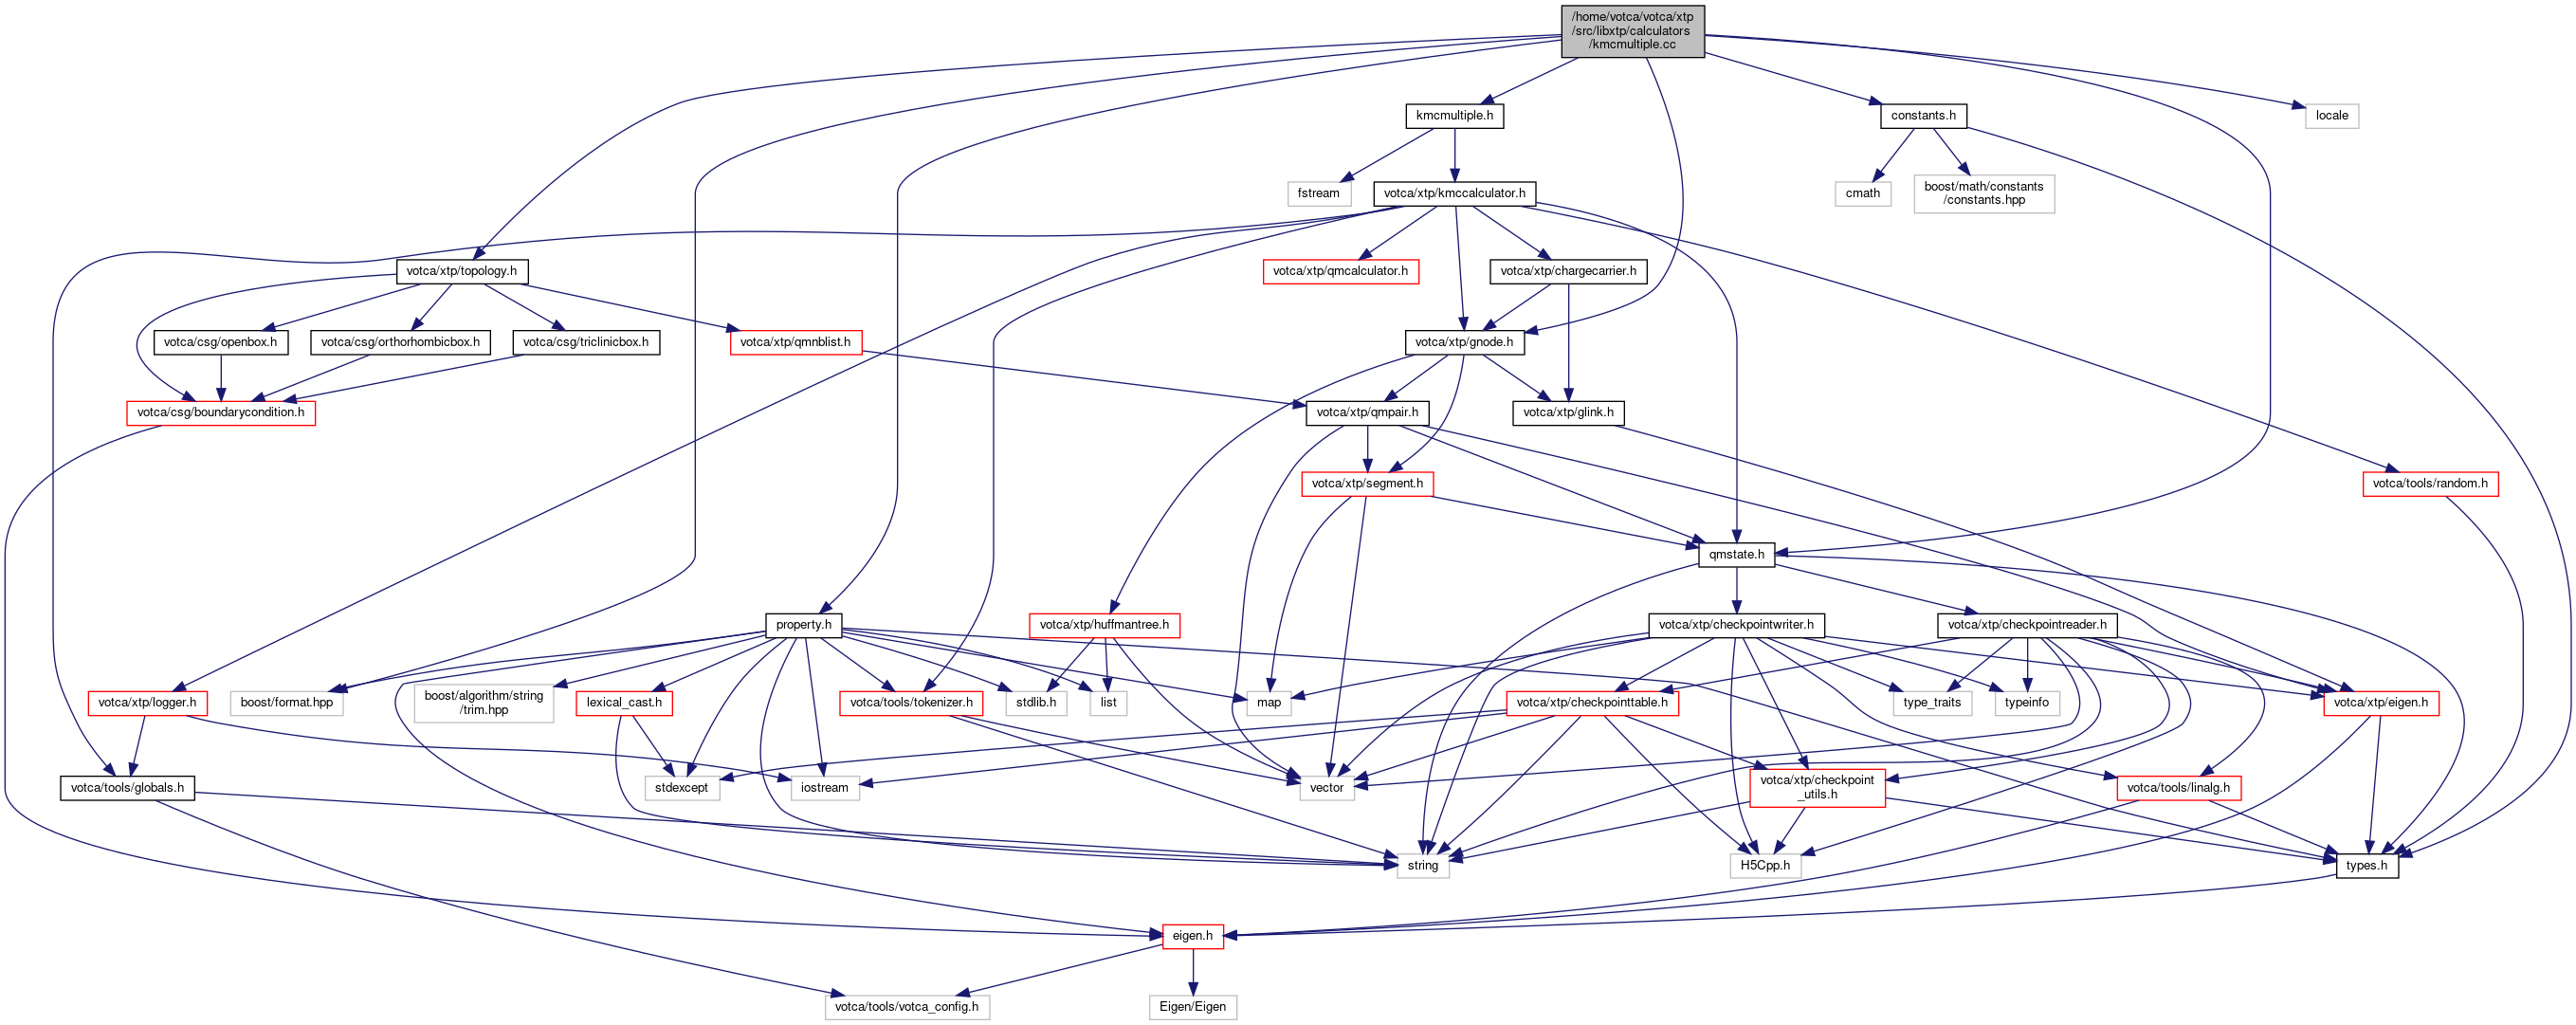 /home/votca/votca/xtp
/src/libxtp/calculators
/kmcmultiple.cc
kmcmultiple.h
constants.h
locale
fstream
votca/xtp/kmccalculator.h
cmath
boost/math/constants
/constants.hpp
votca/xtp/topology.h
votca/xtp/qmcalculator.h
votca/xtp/chargecarrier.h
votca/csg/openbox.h
votca/csg/orthorhombicbox.h
votca/csg/triclinicbox.h
votca/xtp/qmnblist.h
votca/xtp/gnode.h
votca/csg/boundarycondition.h
votca/xtp/qmpair.h
votca/xtp/glink.h
votca/xtp/segment.h
votca/tools/random.h
qmstate.h
property.h
votca/xtp/huffmantree.h
votca/xtp/checkpointwriter.h
votca/xtp/checkpointreader.h
votca/xtp/logger.h
boost/format.hpp
boost/algorithm/string
/trim.hpp
lexical_cast.h
votca/tools/tokenizer.h
stdlib.h
list
map
votca/xtp/checkpointtable.h
type_traits
typeinfo
votca/xtp/eigen.h
votca/tools/globals.h
stdexcept
iostream
vector
votca/xtp/checkpoint
_utils.h
votca/tools/linalg.h
string
H5Cpp.h
types.h
eigen.h
votca/tools/votca_config.h
Eigen/Eigen